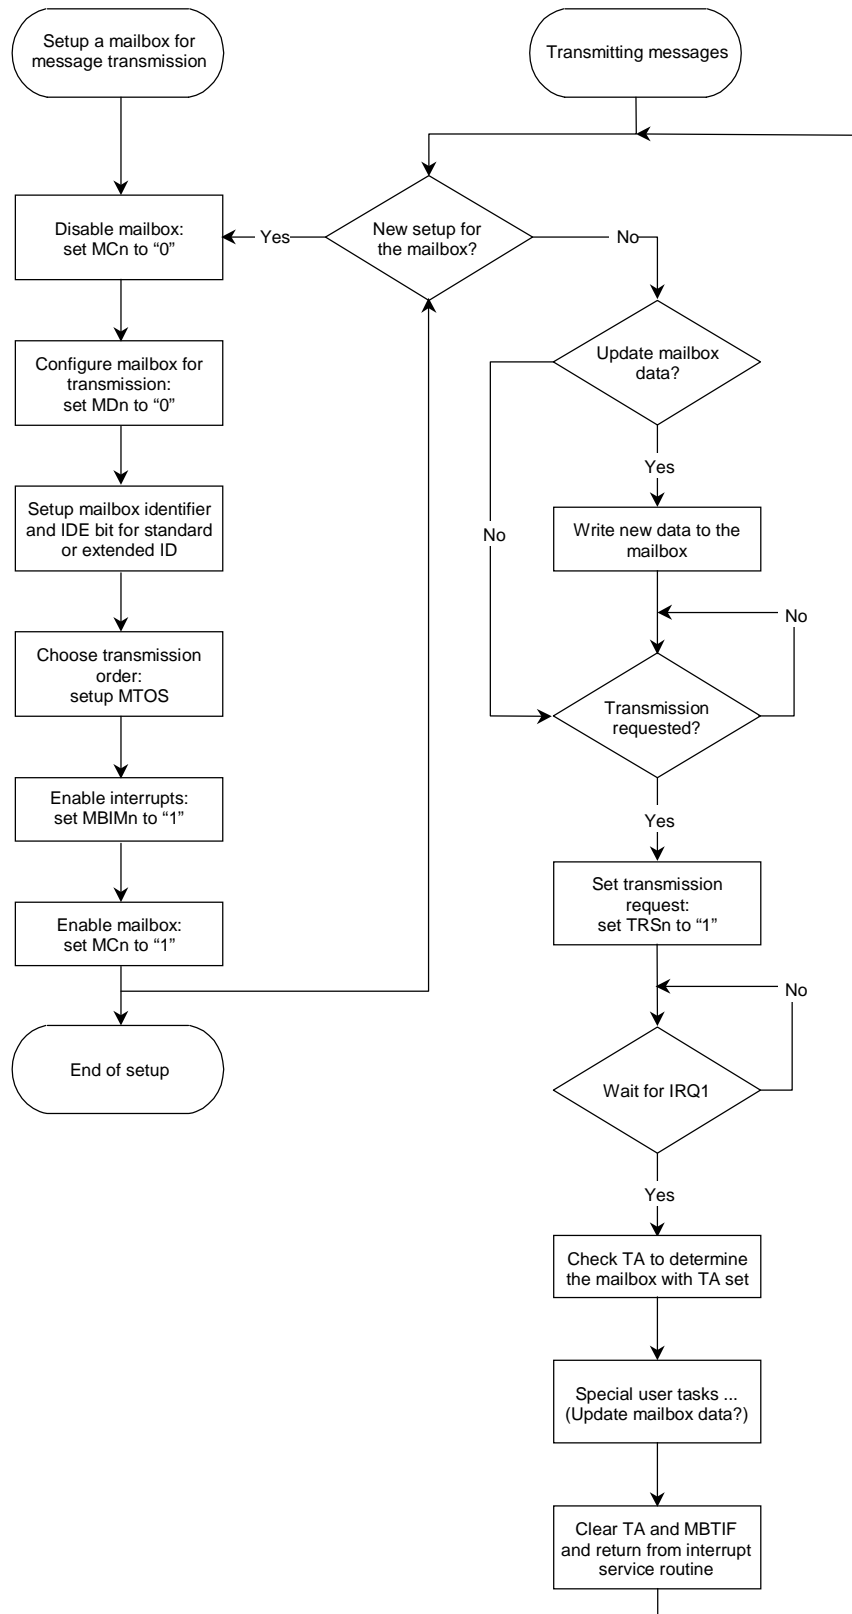 Setup a mailbox for
message transmission
Disable mailbox:
set MCn to “0”
Configure mailbox for
transmission:
set MDn to “0”
Setup mailbox identifier
and IDE bit for standard
or extended ID
Choose transmission
order:
setup MTOS
Enable interrupts:
set MBIMn to “1”
Enable mailbox:
set MCn to “1”
End of setup
Transmitting messages
New setup for
the mailbox?
Yes
No
Update mailbox
data?
Yes
No
Write new data to the
mailbox
No
Transmission
requested?
Yes
Set transmission
request:
set TRSn to “1”
No
Wait for IRQ1
Yes
Check TA to determine
the mailbox with TA set
Special user tasks ...
(Update mailbox data?)
Clear TA and MBTIF
and return from interrupt
service routine